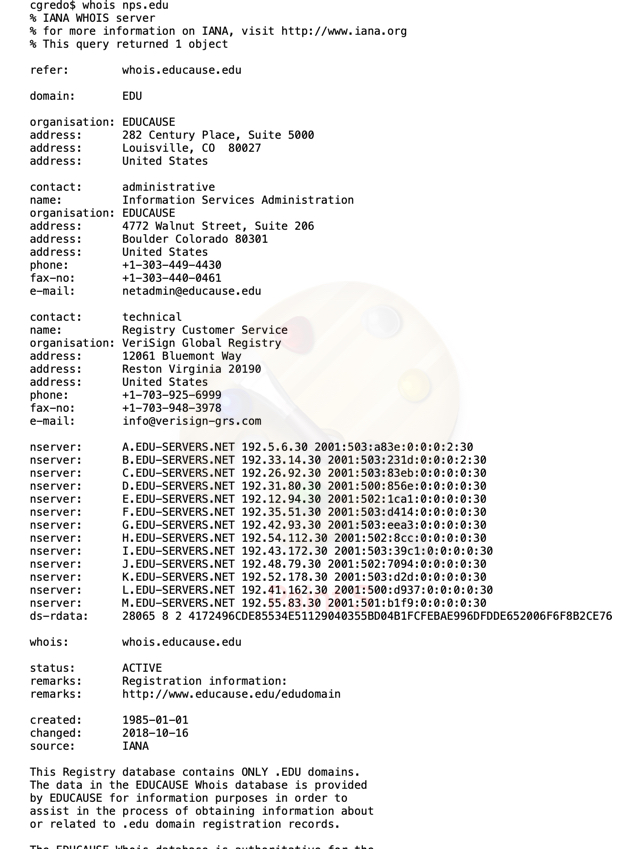 cgredo$ whois nps.edu
% IANA WHOIS server
% for more information on IANA, visit http://www.iana.org
% This query returned 1 object
refer: whois.educause.edu
domain: EDU
organisation: EDUCAUSE
address: 282 Century Place, Suite 5000
address: Louisville, CO 80027
address: United States
contact: administrative
name: Information Services Administration
organisation: EDUCAUSE
address: 4772 Walnut Street, Suite 206
address: Boulder Colorado 80301
address: United States
phone: +1-303-449-4430
fax-no: +1-303-440-0461
e-mail: netadmin@educause.edu
contact: technical
name: Registry Customer Service
organisation: VeriSign Global Registry
address: 12061 Bluemont Way
address: Reston Virginia 20190
address: United States
phone: +1-703-925-6999
fax-no: +1-703-948-3978
e-mail: info@verisign-grs.com
nserver: A.EDU-SERVERS.NET 192.5.6.30 2001:503:a83e:0:0:0:2:30
nserver: B.EDU-SERVERS.NET 192.33.14.30 2001:503:231d:0:0:0:2:30
nserver: C.EDU-SERVERS.NET 192.26.92.30 2001:503:83eb:0:0:0:0:30
nserver: D.EDU-SERVERS.NET 192.31.80.30 2001:500:856e:0:0:0:0:30
nserver: E.EDU-SERVERS.NET 192.12.94.30 2001:502:1ca1:0:0:0:0:30
nserver: F.EDU-SERVERS.NET 192.35.51.30 2001:503:d414:0:0:0:0:30
nserver: G.EDU-SERVERS.NET 192.42.93.30 2001:503:eea3:0:0:0:0:30
nserver: H.EDU-SERVERS.NET 192.54.112.30 2001:502:8cc:0:0:0:0:30
nserver: I.EDU-SERVERS.NET 192.43.172.30 2001:503:39c1:0:0:0:0:30
nserver: J.EDU-SERVERS.NET 192.48.79.30 2001:502:7094:0:0:0:0:30
nserver: K.EDU-SERVERS.NET 192.52.178.30 2001:503:d2d:0:0:0:0:30
nserver: L.EDU-SERVERS.NET 192.41.162.30 2001:500:d937:0:0:0:0:30
nserver: M.EDU-SERVERS.NET 192.55.83.30 2001:501:b1f9:0:0:0:0:30
ds-rdata: 28065 8 2 4172496CDE85534E51129040355BD04B1FCFEBAE996DFDDE652006F6F8B2CE76
whois: whois.educause.edu
status: ACTIVE
remarks: Registration information:
remarks: http://www.educause.edu/edudomain
created: 1985-01-01
changed: 2018-10-16
source: IANA
This Registry database contains ONLY .EDU domains.
The data in the EDUCAUSE Whois database is provided
by EDUCAUSE for information purposes in order to
assist in the process of obtaining information about
or related to .edu domain registration records.
The EDUCAUSE Whois database is authoritative for the